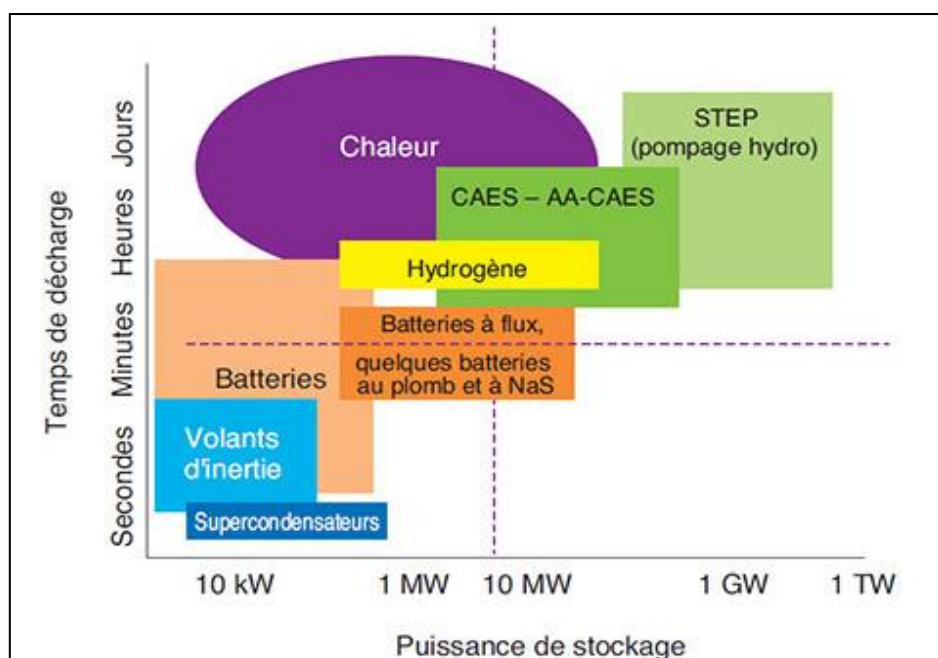 Temps de décharge
Jours
Heures
Minutes
Secondes
Chaleur
STEP
(pompage hydro)
CAES – AA-CAES
Hydrogène
Batteries à flux,
quelques batteries
au plomb et à NaS
Batteries
Volants
d'inertie
Supercondensateurs
10 kW
1 MW
10 MW
1 GW
1 TW
Puissance de stockage